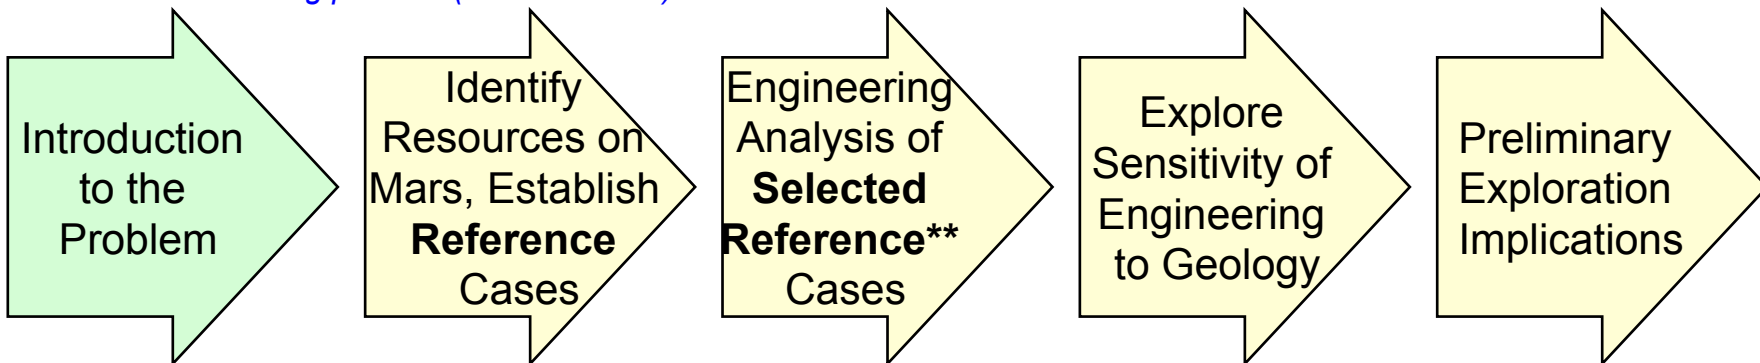 Introduction
to the
Problem
Identify
Resources on
Mars, Establish
Reference
Cases
Engineering
Analysis of
Selected
Reference**
Cases
Explore
Sensitivity of
Engineering
to Geology
Preliminary
Exploration
Implications